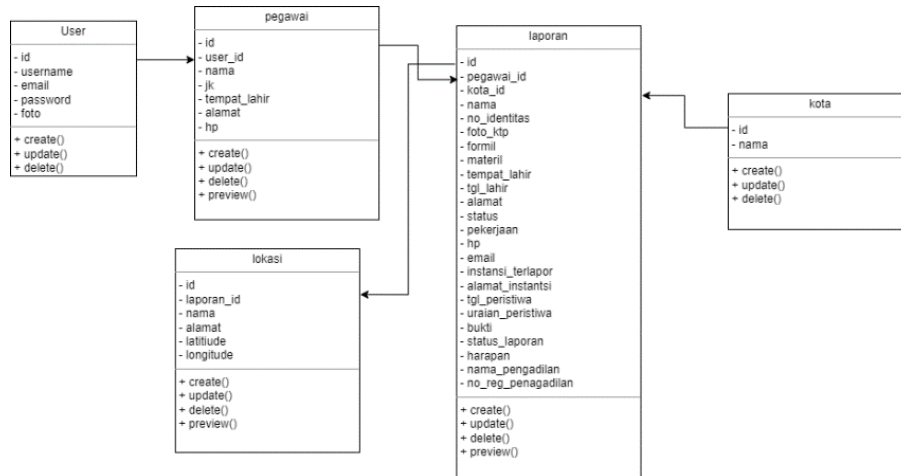 User
- id
- username
- email
- password
- foto
+ create()
+ update()
+ delete()
pegawai
- id
- user_id
- nama
- jk
- tempat_lahir
- alamat
- hp
+ create()
+ update()
+ delete()
+ preview()
laporan
- id
- pegawai_id
- kota_id
- nama
- no_identitas
- foto_ktp
- formil
- materil
- tempat_lahir
- tgl_lahir
- alamat
- status
- pekerjaan
- hp
- email
- instansi_terlapor
- alamat_instantsi
- tgl_peristiwa
- uraian_peristiwa
- bukti
- status_laporan
- harapan
- nama_pengadilan
- no_reg_penagadilan
+ create()
+ update()
+ delete()
+ preview()
kota
- id
- nama
+ create()
+ update()
+ delete()
lokasi
- id
- laporan_id
- nama
- alamat
- latitiude
- longitude
+ create()
+ update()
+ delete()
+ preview()